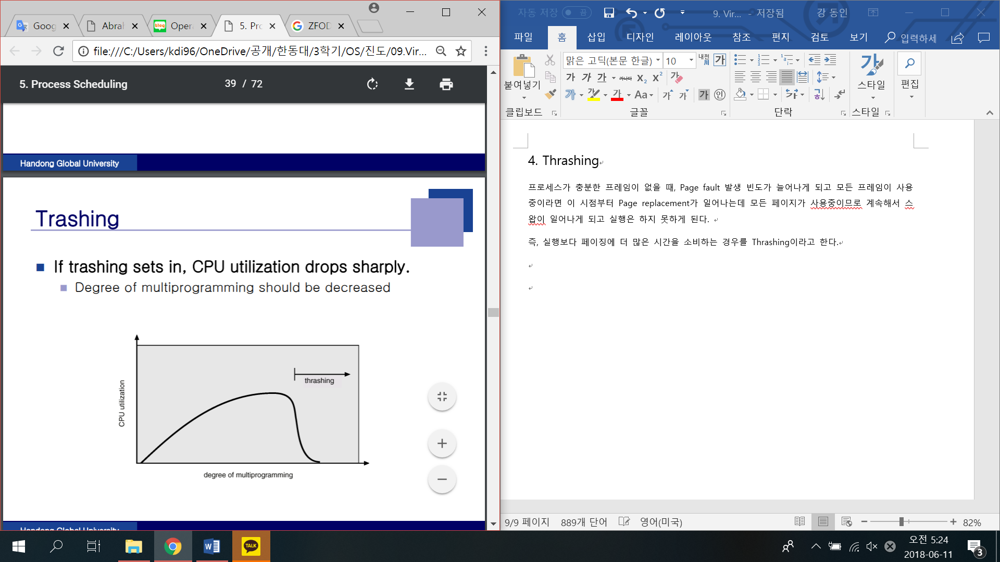 Goog
Abral
Oper
5. Pro
ZFOD
file:///C:/Users/kdi96/OneDrive/공개/한동대/3학기/OS/진도/09.Vir...
5. Process Scheduling
39 / 72
Handong Global University
Trashing
If trashing sets in, CPU utilization drops sharply.
Degree of multiprogramming should be decreased
thrashing
CPU utilization
degree of multiprogramming
자동 저장
끔
9. Vir... - 저장됨
강 동인
파일
홈
삽입
디자인
레이아웃
참조
편지
검토
보기
입력하세
붙여넣기
맑은 고딕(본문 한글)
10
스타일
편집
클립보드
글꼴
단락
스타일
4. Thrashing
프로세스가 충분한 프레임이 없을 때, Page fault 발생 빈도가 늘어나게 되고 모든 프레임이 사용
중이라면 이 시점부터 Page replacement가 일어나는데 모든 페이지가 사용중이므로 계속해서 스
왑이 일어나게 되고 실행은 하지 못하게 된다.
즉, 실행보다 페이징에 더 많은 시간을 소비하는 경우를 Thrashing이라고 한다.
9/9 페이지
889개 단어
영어(미국)
82%
TALK
오전 5:24
2018-06-11
3